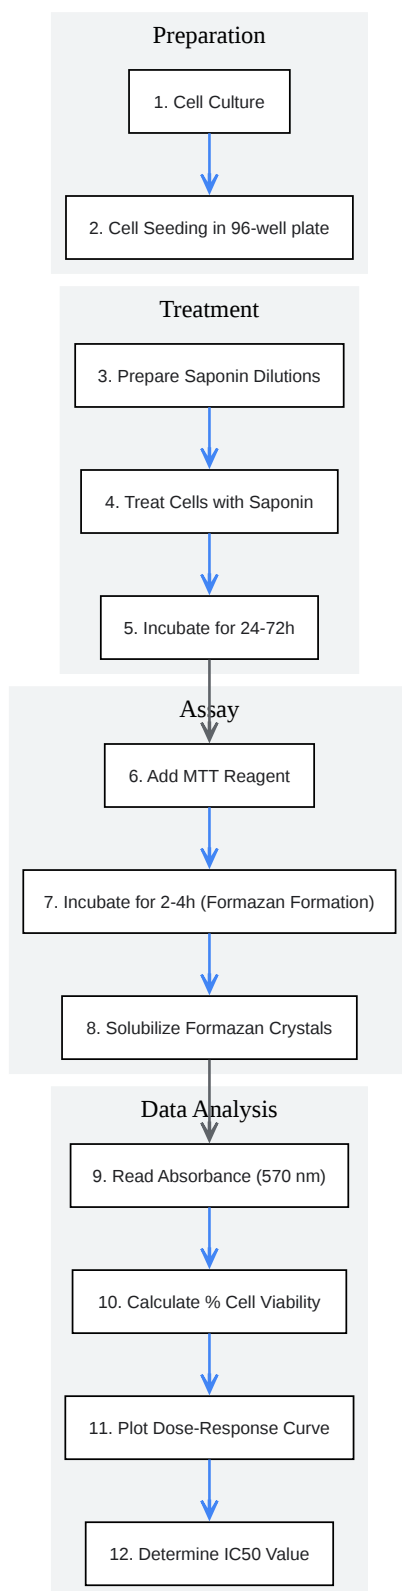 Preparation
1. Cell Culture
2. Cell Seeding in 96-well plate
Treatment
3. Prepare Saponin Dilutions
4. Treat Cells with Saponin
5. Incubate for 24-72h
Assay
6. Add MTT Reagent
7. Incubate for 2-4h (Formazan Formation)
8. Solubilize Formazan Crystals
Data Analysis
9. Read Absorbance (570 nm)
10. Calculate % Cell Viability
11. Plot Dose-Response Curve
12. Determine IC50 Value